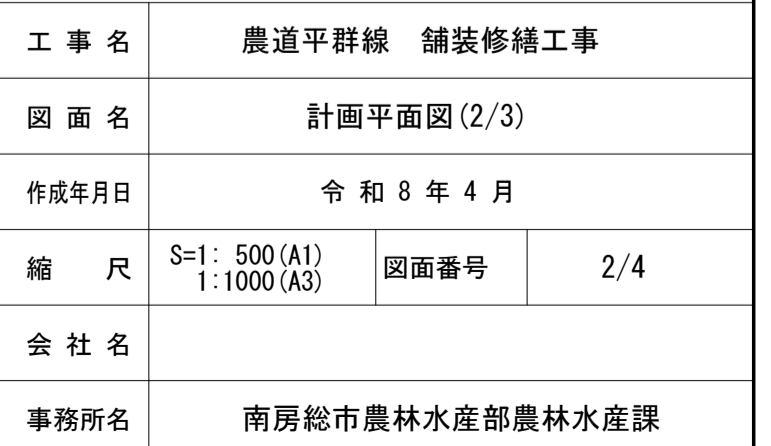 工事名 農道平群線　舗装修繕工事
図面名 計画平面図(2/3)
作成年月日 令和8年4月
縮尺 S=1: 500(A1)
1:1000(A3)
図面番号 2/4
会社名
事務所名 南房総市農林水産部農林水産課